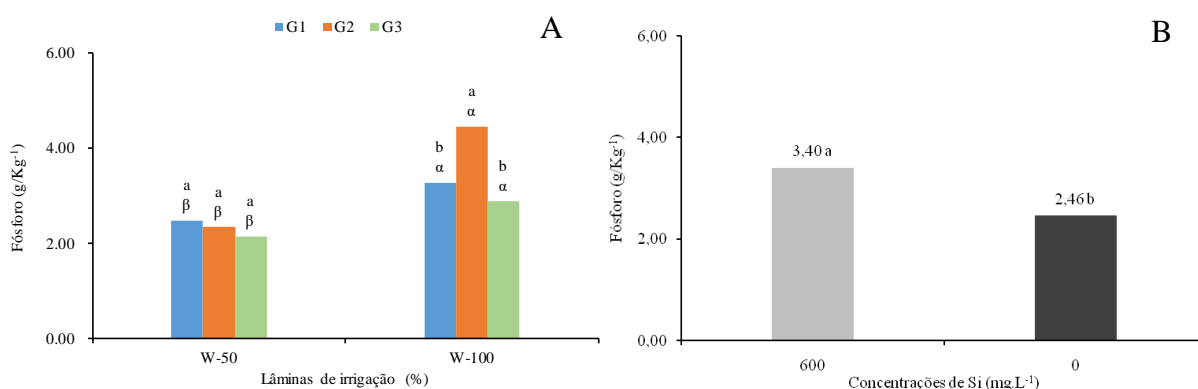 G1 G2 G3
A
Fósforo (g/Kg⁻¹)
6.00
4.00
2.00
0.00
a
β
a
β
a
β
b
α
a
α
b
α
W-50 W-100
Lâminas de irrigação (%)
B
Fósforo (g/Kg⁻¹)
6,00
4,00
2,00
0,00
3,40 a
2,46 b
600 0
Concentrações de Si (mg.L⁻¹)